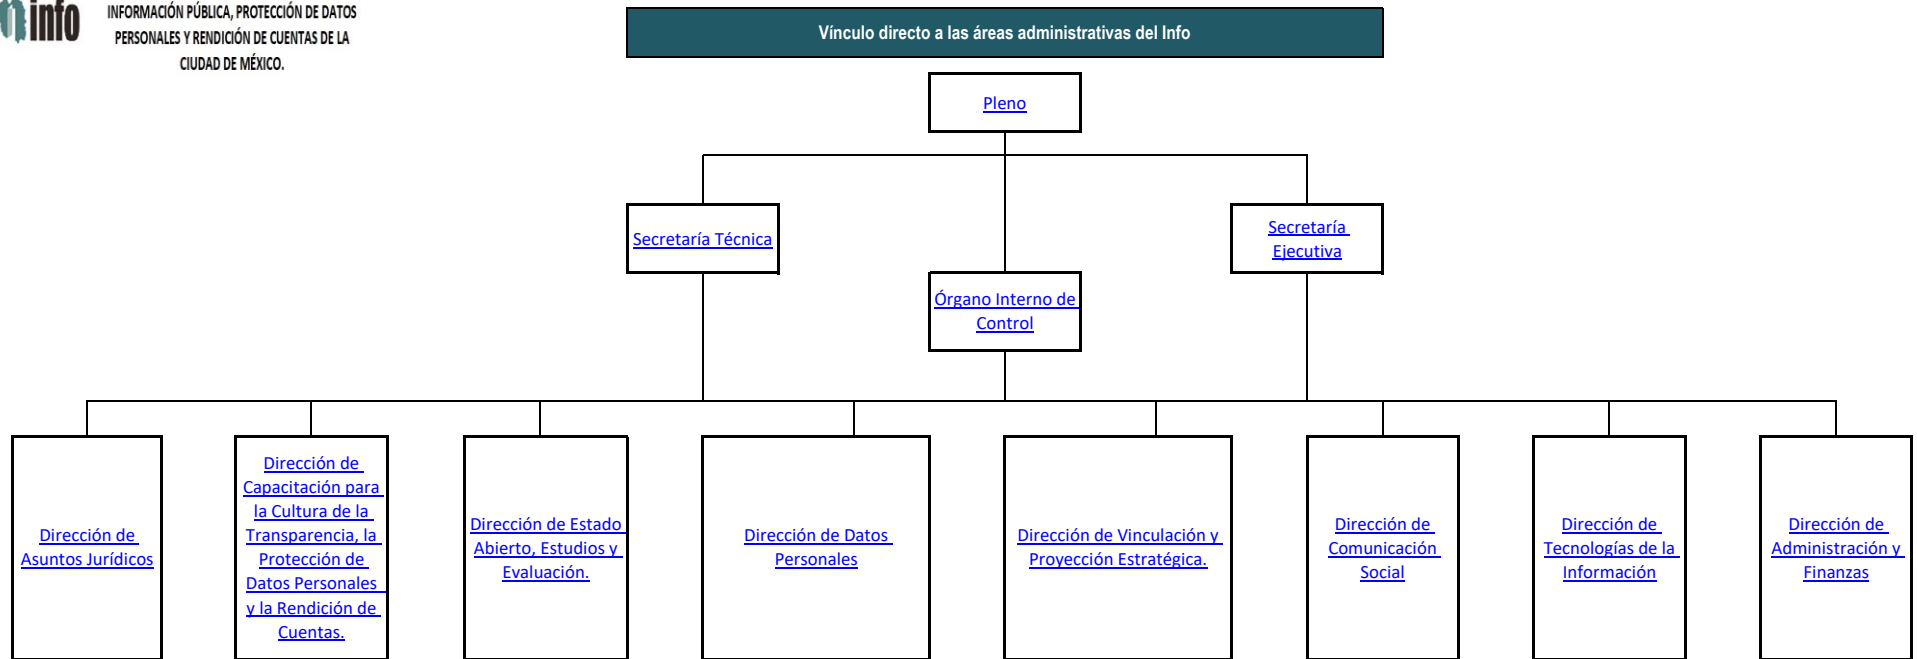 info
INFORMACIÓN PÚBLICA, PROTECCIÓN DE DATOS
PERSONALES Y RENDICIÓN DE CUENTAS DE LA
CIUDAD DE MÉXICO.
Vínculo directo a las áreas administrativas del Info
Pleno
Secretaría Técnica
Secretaría
Ejecutiva
Órgano Interno de
Control
Dirección de
Asuntos Jurídicos
Dirección de
Capacitación para
la Cultura de la
Transparencia, la
Protección de
Datos Personales
y la Rendición de
Cuentas.
Dirección de Estado
Abierto, Estudios y
Evaluación.
Dirección de Datos
Personales
Dirección de Vinculación y
Proyección Estratégica.
Dirección de
Comunicación
Social
Dirección de
Tecnologías de la
Información
Dirección de
Administración y
Finanzas